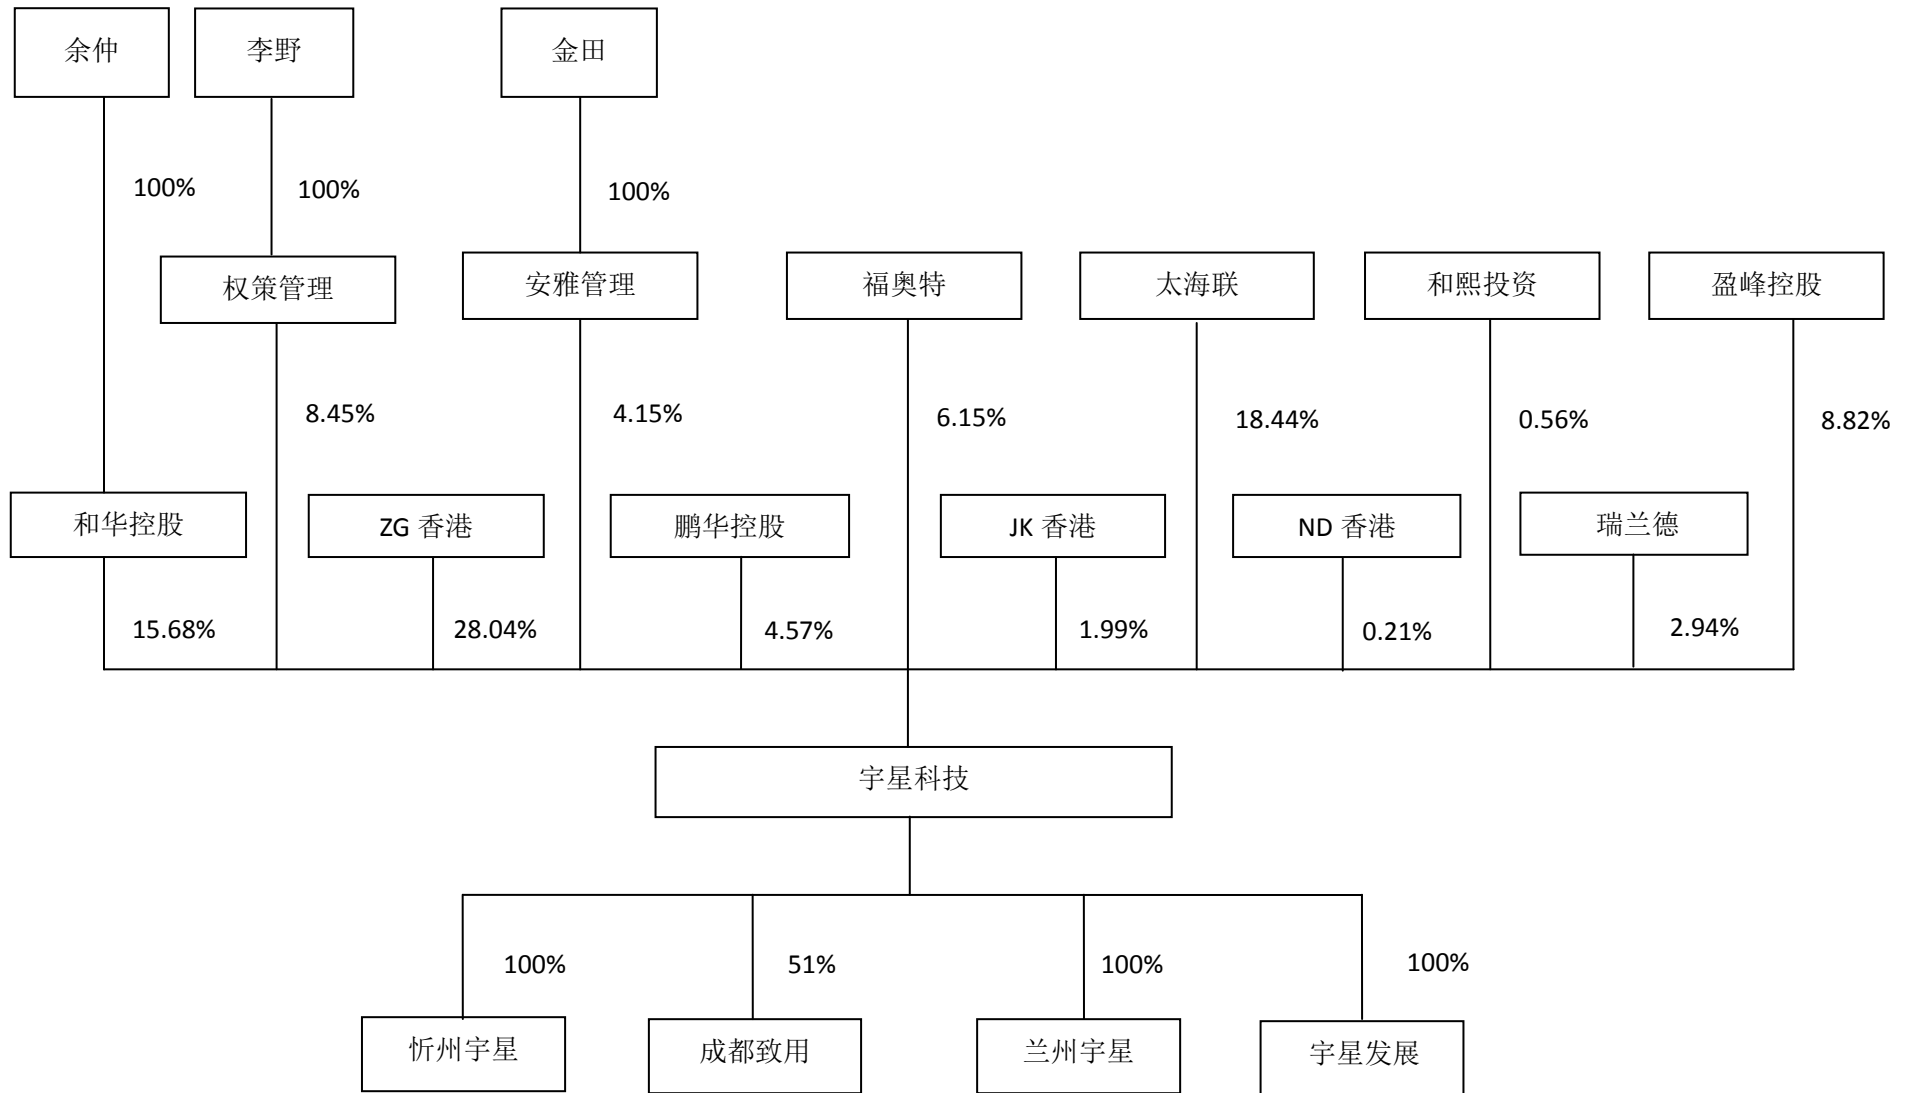 余仲
李野
金田
100%
100%
100%
权策管理
安雅管理
福奥特
太海联
和熙投资
盈峰控股
8.45%
4.15%
6.15%
18.44%
0.56%
8.82%
和华控股
ZG 香港
鹏华控股
JK 香港
ND 香港
瑞兰德
15.68%
28.04%
4.57%
1.99%
0.21%
2.94%
宇星科技
100%
51%
100%
100%
忻州宇星
成都致用
兰州宇星
宇星发展